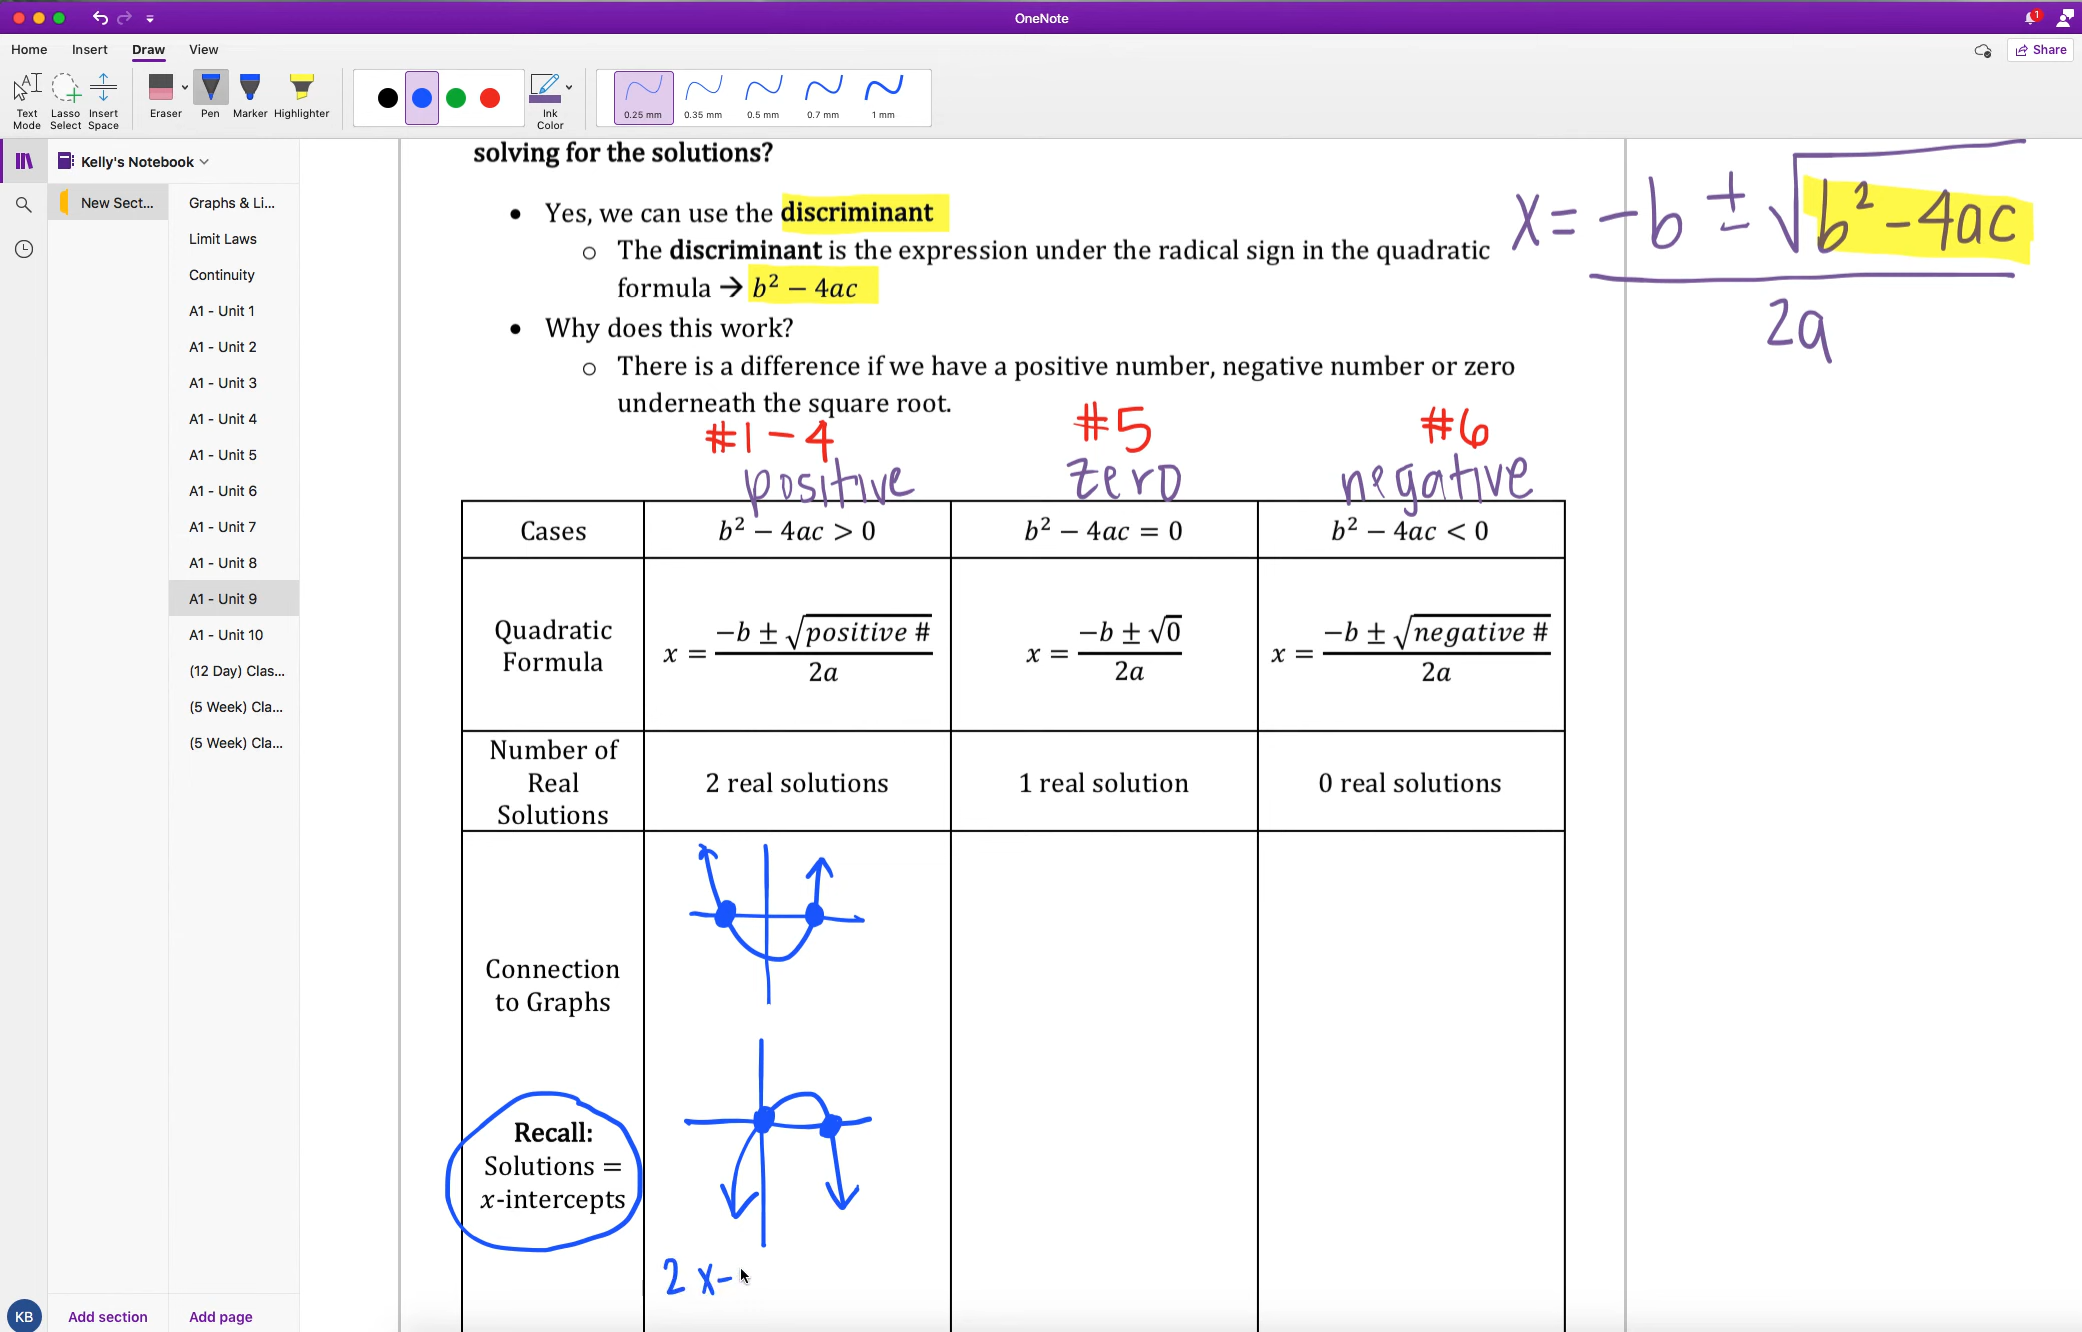 OneNote
1
Home Insert Draw View
Share
Text Mode
Lasso Select
Insert Space
Eraser
Pen
Marker
Highlighter
Ink Color
0.25 mm
0.35 mm
0.5 mm
0.7 mm
1 mm
Kelly's Notebook
New Sect...
Graphs & Li...
Limit Laws
Continuity
A1 - Unit 1
A1 - Unit 2
A1 - Unit 3
A1 - Unit 4
A1 - Unit 5
A1 - Unit 6
A1 - Unit 7
A1 - Unit 8
A1 - Unit 9
A1 - Unit 10
(12 Day) Clas...
(5 Week) Cla...
(5 Week) Cla...
KB
Add section
Add page
solving for the solutions?
• Yes, we can use the discriminant
o The discriminant is the expression under the radical sign in the quadratic
formula → b² – 4ac
• Why does this work?
o There is a difference if we have a positive number, negative number or zero
underneath the square root.
x = -b ± √b² - 4ac
2a
#1-4 #5 #6
positive zero negative
Cases b² – 4ac > 0 b² – 4ac = 0 b² – 4ac < 0
Quadratic
Formula
x = −b ± √positive # / 2a
x = −b ± √0 / 2a
x = −b ± √negative # / 2a
Number of
Real
Solutions
2 real solutions 1 real solution 0 real solutions
Connection
to Graphs
Recall:
Solutions =
x-intercepts
2 x-